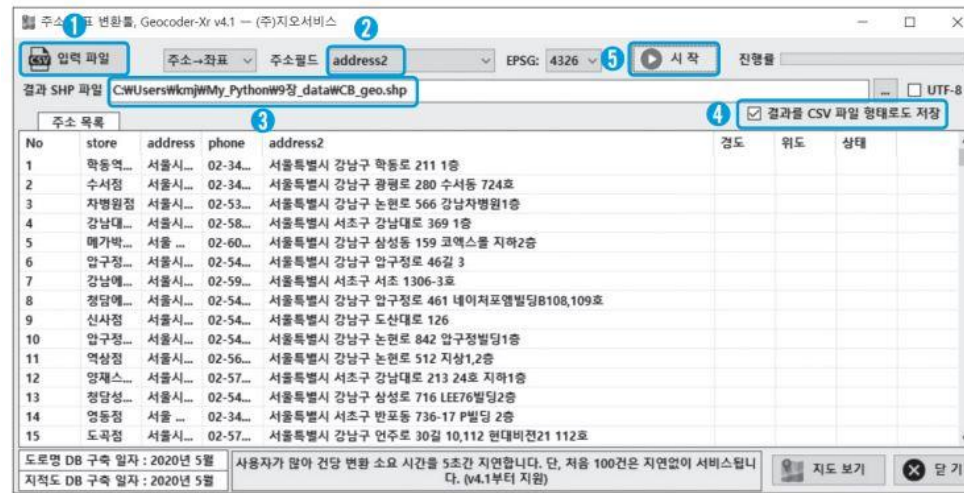 주소 표 변환툴, Geocoder-Xr v4.1 — (주)지오서비스
1
2
CSV 입력 파일 주소→좌표 주소필드 address2 EPSG: 4326 5 시 작 진행률
결과 SHP 파일 C:₩Users₩kmj₩My_Python₩9장_data₩CB_geo.shp ... UTF-8
3
4 결과를 CSV 파일 형태로도 저장
주소 목록
No store address phone address2 경도 위도 상태
1 학동역... 서울시... 02-34... 서울특별시 강남구 학동로 211 1층
2 수서점 서울시... 02-34... 서울특별시 강남구 광평로 280 수서동 724호
3 차병원점 서울시... 02-53... 서울특별시 강남구 논현로 566 강남차병원1층
4 강남대... 서울시... 02-58... 서울특별시 서초구 강남대로 369 1층
5 메가박... 서울 ... 02-60... 서울특별시 강남구 삼성동 159 코엑스몰 지하2층
6 압구정... 서울시... 02-54... 서울특별시 강남구 압구정로 46길 3
7 강남에... 서울시... 02-59... 서울특별시 서초구 서초 1306-3호
8 청담에... 서울시... 02-54... 서울특별시 강남구 압구정로 461 네이처포엠빌딩B108,109호
9 신사점 서울시... 02-54... 서울특별시 강남구 도산대로 126
10 압구정... 서울시... 02-54... 서울특별시 강남구 논현로 842 압구정빌딩1층
11 역삼점 서울시... 02-56... 서울특별시 강남구 논현로 512 지상1,2층
12 양재스... 서울시... 02-57... 서울특별시 서초구 강남대로 213 24호 지하1층
13 청담성... 서울시... 02-54... 서울특별시 강남구 삼성로 716 LEE76빌딩2층
14 영동점 서울 ... 02-34... 서울특별시 서초구 반포동 736-17 P빌딩 2층
15 도곡점 서울시... 02-57... 서울특별시 강남구 언주로 30길 10,112 현대비젼21 112호
도로명 DB 구축 일자 : 2020년 5월
지적도 DB 구축 일자 : 2020년 5월
사용자가 많아 건당 변환 소요 시간을 5초간 지연합니다. 단, 처음 100건은 지연없이 서비스됩니
다. (v4.1부터 지원)
지도 보기 닫 기